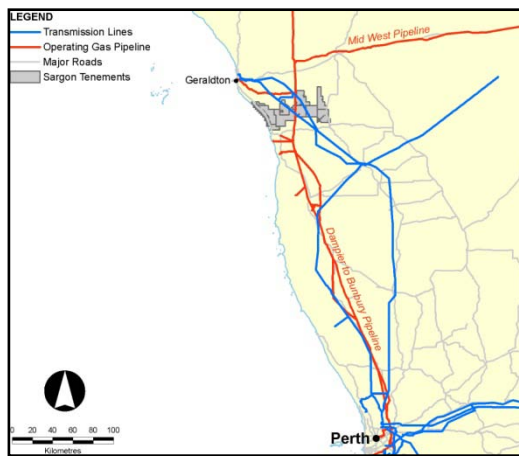 LEGEND
Transmission Lines
Operating Gas Pipeline
Major Roads
Sargon Tenements
Mid West Pipeline
Geraldton
Dampier to Bunbury Pipeline
Perth
0 20 40 60 80 100
Kilometres